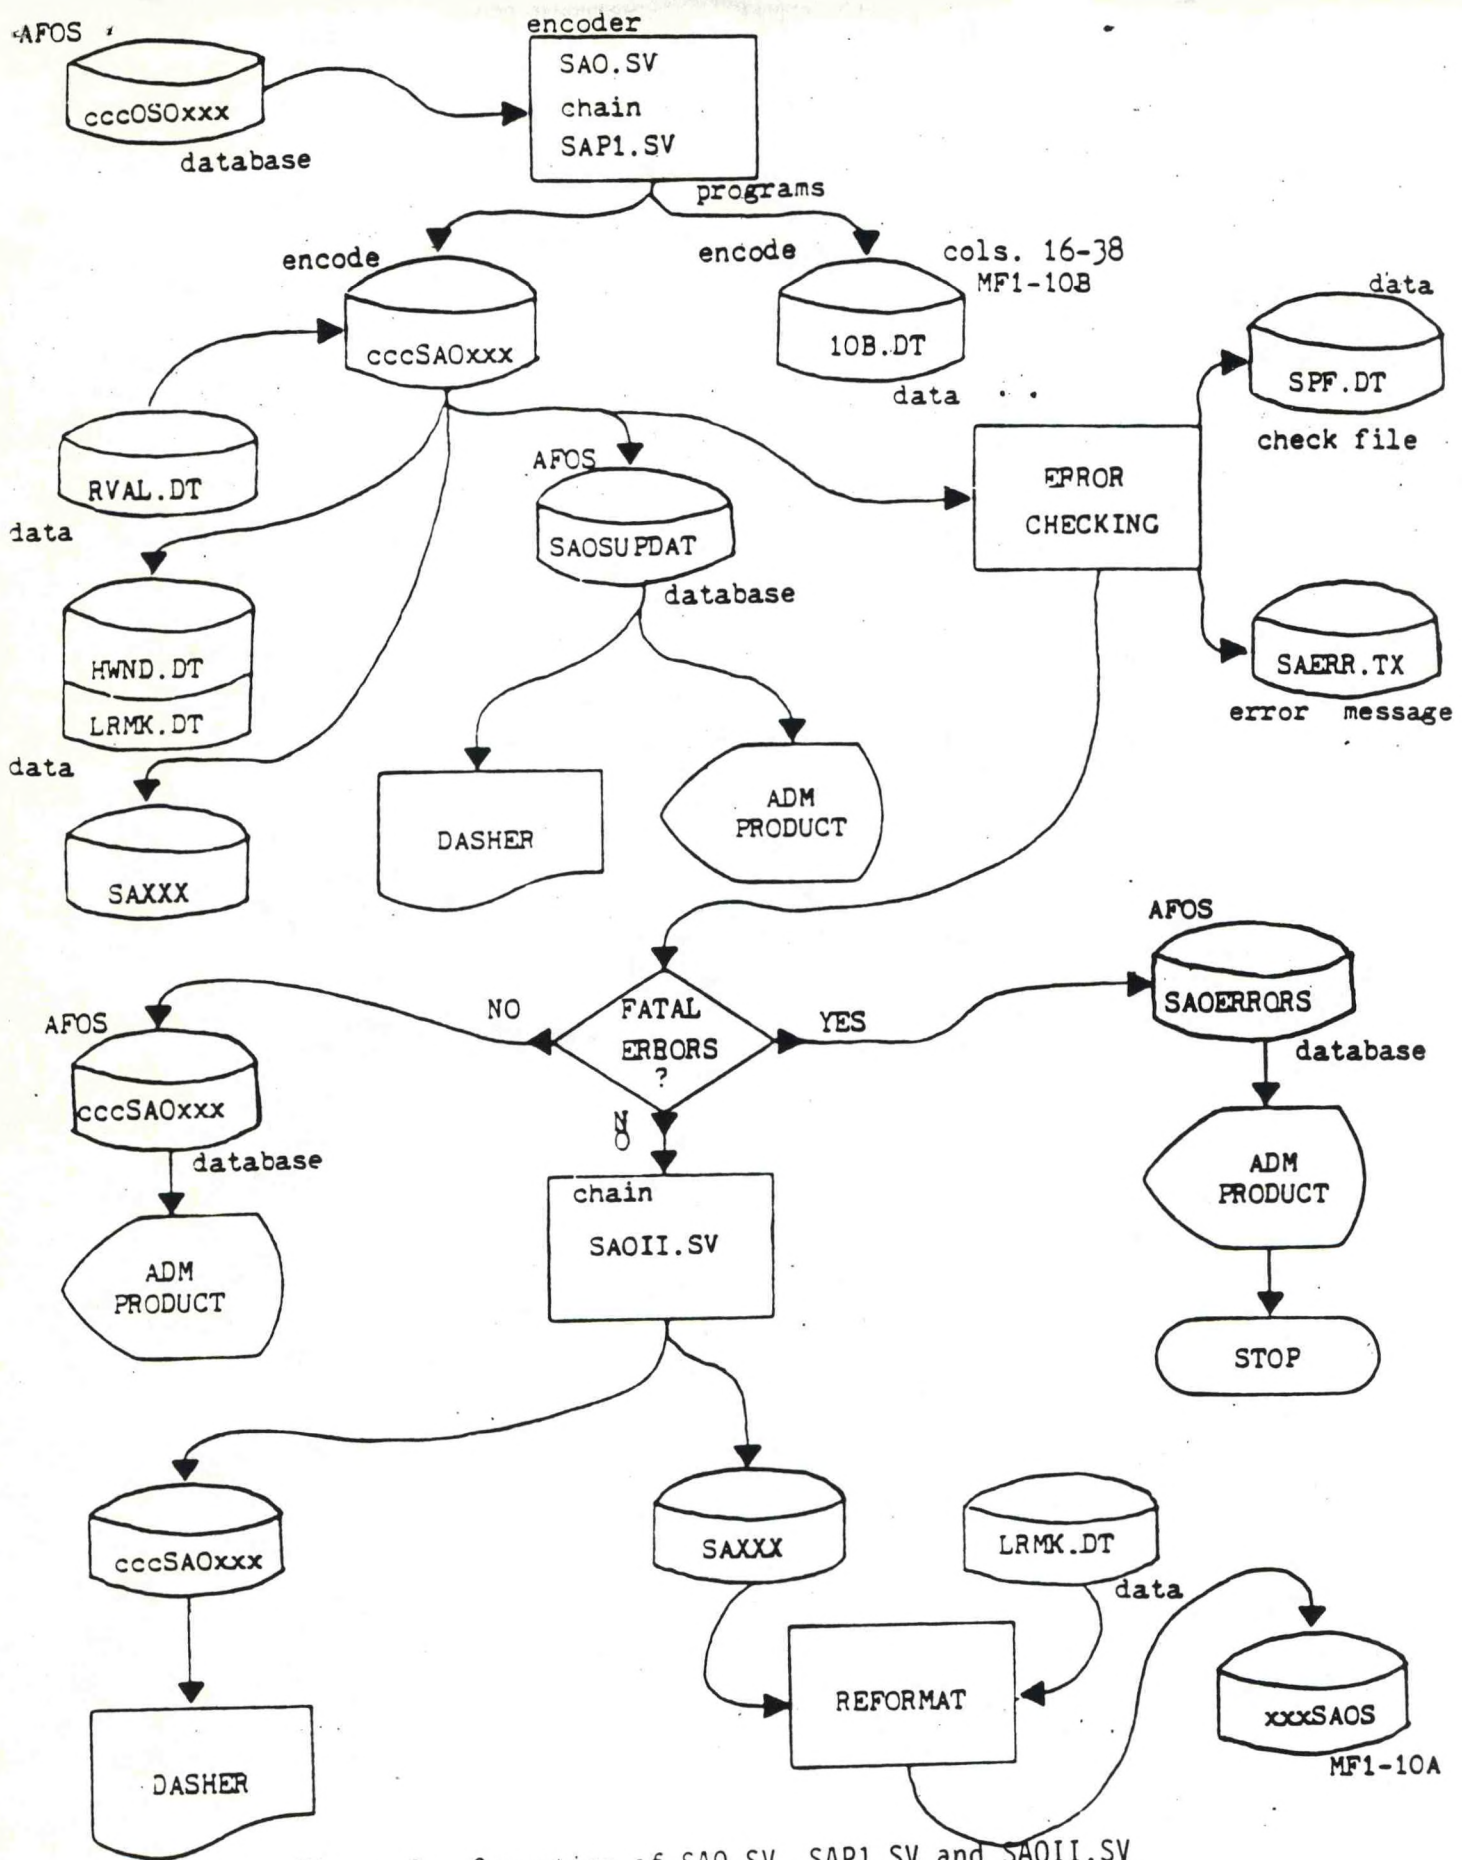 AFOS
encoder
SAO.SV
chain
SAP1.SV
cccOSOxxx
database
programs
encode
encode
cols. 16-38
MF1-10B
data
cccSAOxxx
10B.DT
SPF.DT
data
check file
RVAL.DT
AFOS
EPROR
CHECKING
data
SAOSUPDAT
database
HWND.DT
SAERR.TX
LRMK.DT
error message
data
ADM
PRODUCT
DASHER
SAXXX
AFOS
NO
FATAL
ERRORS
?
YES
SAOERRORS
AFOS
database
cccSAOxxx
NO
database
chain
ADM
PRODUCT
SAOII.SV
ADM
PRODUCT
STOP
cccSAOxxx
SAXXX
LRMK.DT
data
REFORMAT
xxxSAOS
MF1-10A
DASHER
of SAO.SV, SAP1.SV and SAOII.SV